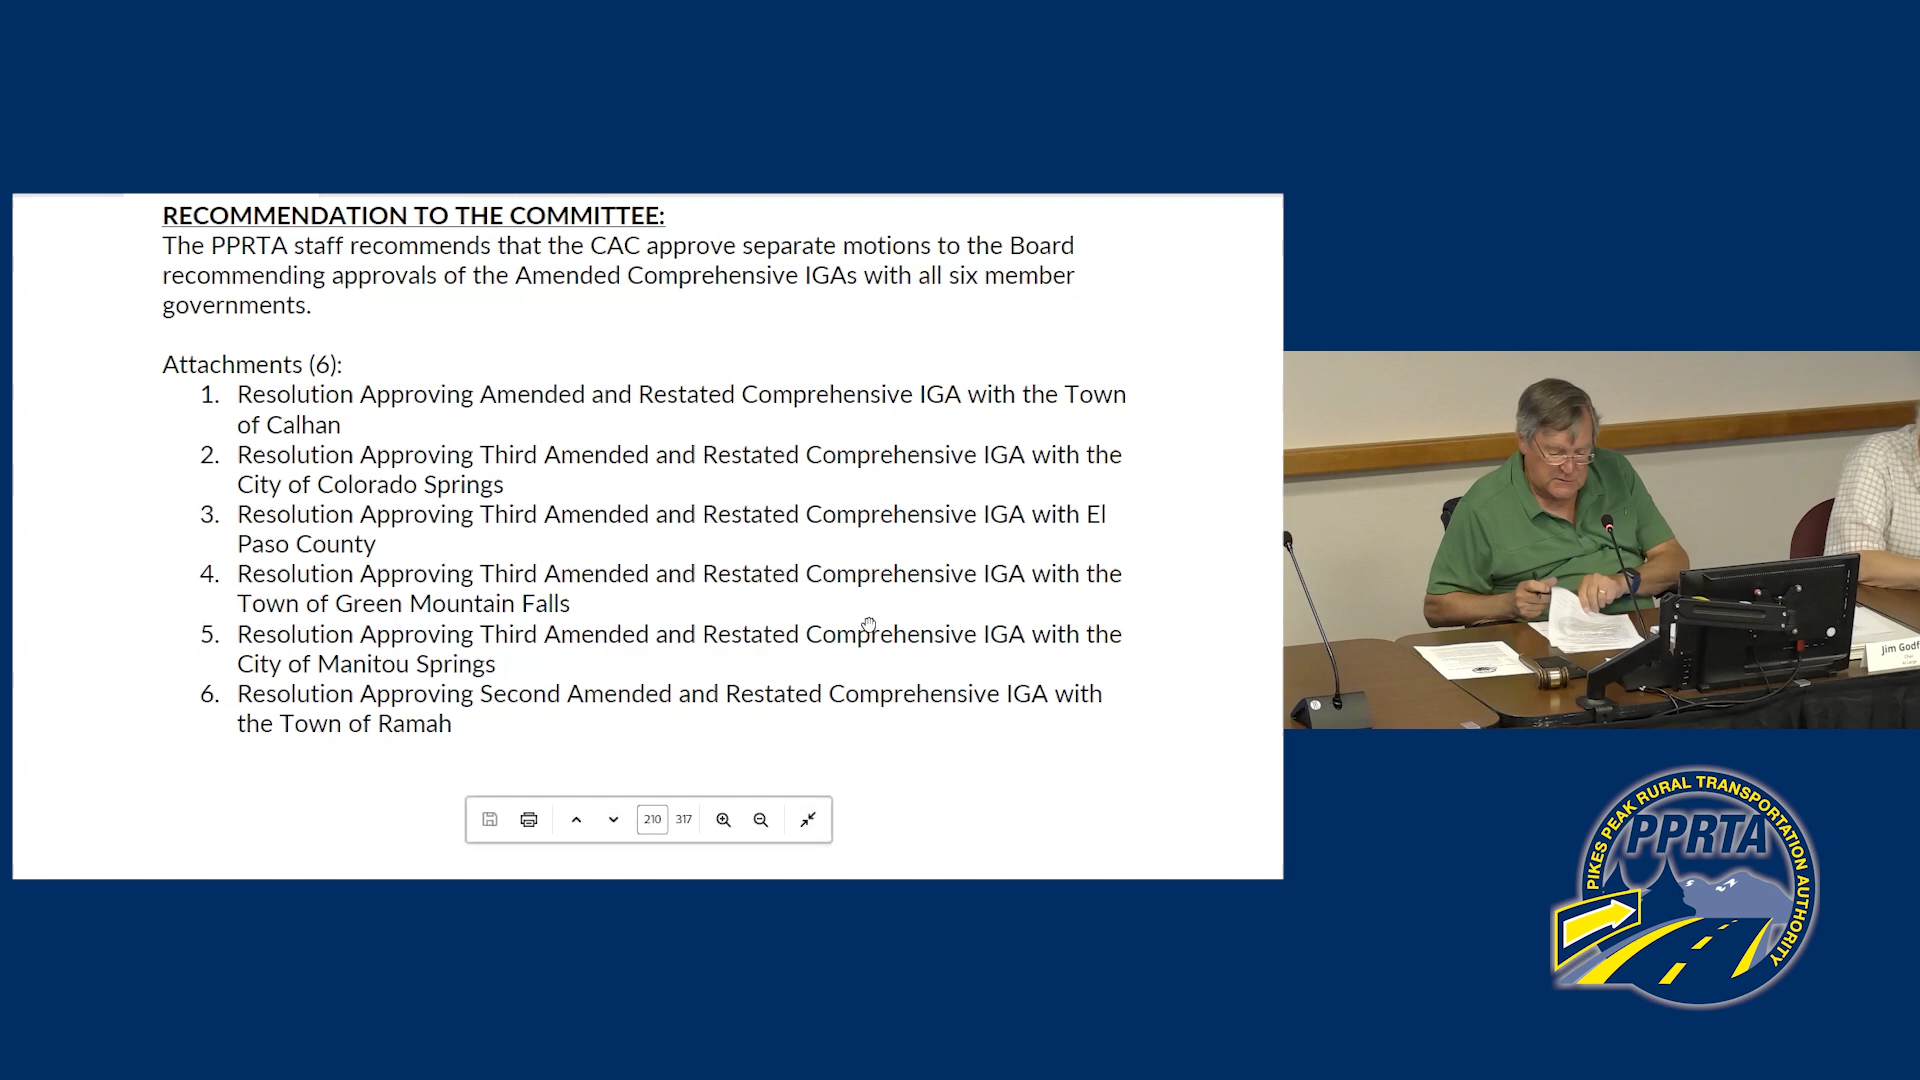 RECOMMENDATION TO THE COMMITTEE:
The PPRTA staff recommends that the CAC approve separate motions to the Board
recommending approvals of the Amended Comprehensive IGAs with all six member
governments.
Attachments (6):
1. Resolution Approving Amended and Restated Comprehensive IGA with the Town
of Calhan
2. Resolution Approving Third Amended and Restated Comprehensive IGA with the
City of Colorado Springs
3. Resolution Approving Third Amended and Restated Comprehensive IGA with El
Paso County
4. Resolution Approving Third Amended and Restated Comprehensive IGA with the
Town of Green Mountain Falls
5. Resolution Approving Third Amended and Restated Comprehensive IGA with the
City of Manitou Springs
6. Resolution Approving Second Amended and Restated Comprehensive IGA with
the Town of Ramah
210 317
Jim Godf
PIKES PEAK RURAL TRANSPORTATION AUTHORITY
PPRTA